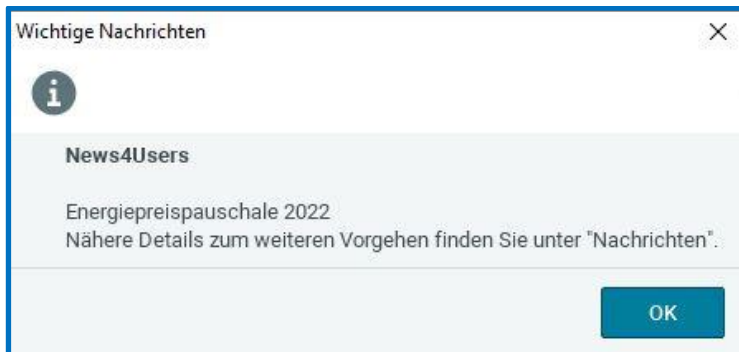 Wichtige Nachrichten
News4Users
Energiepreispauschale 2022
Nähere Details zum weiteren Vorgehen finden Sie unter "Nachrichten".
OK